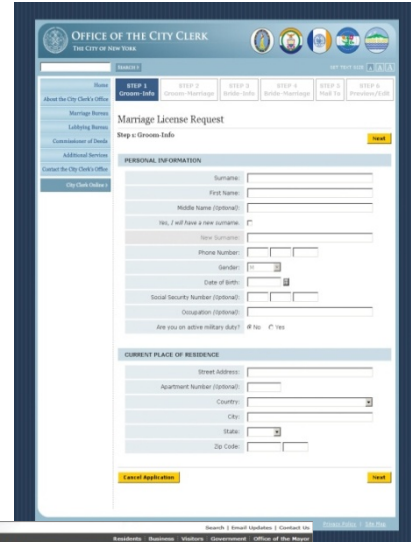 OFFICE OF THE CITY CLERK
THE CITY OF NEW YORK
Search >
SET TEXT SIZE A A A
Home
About the City Clerk's Office
Marriage Bureau
Lobbying Bureau
Commissioner of Deeds
Additional Services
Contact the City Clerk's Office
City Clerk Online >
STEP 1 STEP 2 STEP 3 STEP 4 STEP 5 STEP 6
Groom-Info Groom-Marriage Bride-Info Bride-Marriage Mail To Preview/Edit
Marriage License Request
Step 1: Groom-Info
Next
PERSONAL INFORMATION
Surname:
First Name:
Middle Name (Optional):
Yes, I will have a new surname.
New Surname:
Phone Number:
Gender: M
Date of Birth:
Social Security Number (Optional):
Occupation (Optional):
Are you on active military duty? No Yes
CURRENT PLACE OF RESIDENCE
Street Address:
Apartment Number (Optional):
Country:
City:
State:
Zip Code:
Cancel Application Next
Privacy Policy | Site Map
Search | Email Updates | Contact Us
Residents Business Visitors Government Office of the Mayor